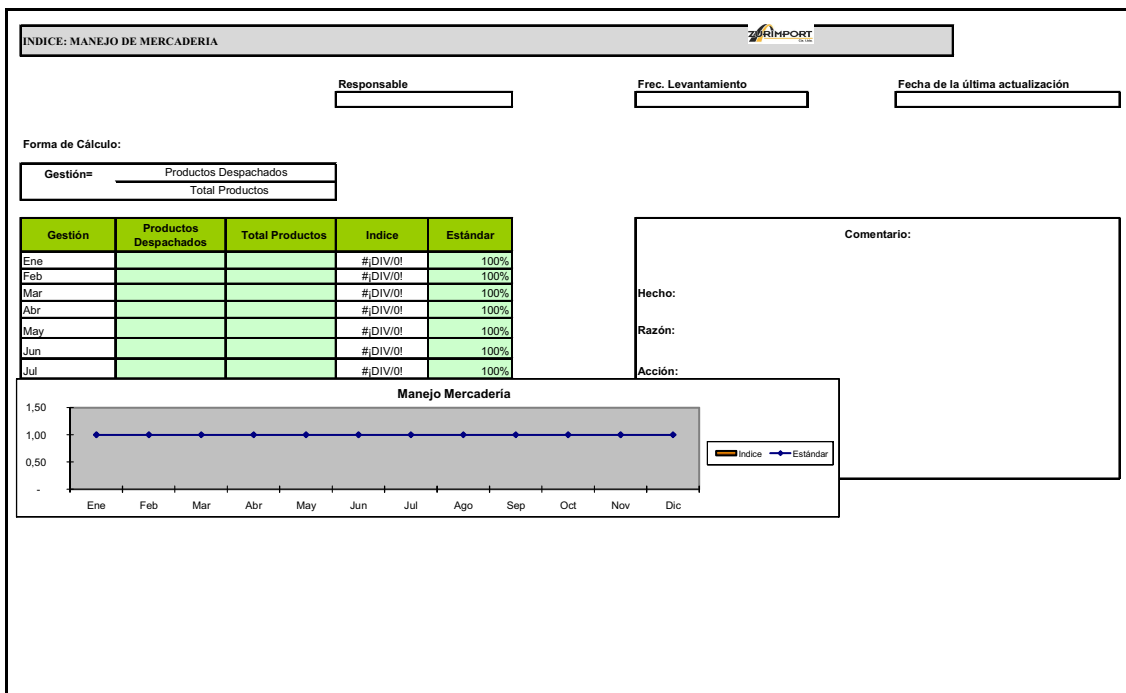 INDICE: MANEJO DE MERCADERIA
ZURIMPORT
Responsable Frec. Levantamiento Fecha de la última actualización
Forma de Cálculo:
Gestión= Productos Despachados
Total Productos
Gestión Productos Despachados Total Productos Indice Estándar
Comentario:
Ene #¡DIV/0! 100%
Feb #¡DIV/0! 100%
Mar #¡DIV/0! 100%
Hecho:
Abr #¡DIV/0! 100%
May #¡DIV/0! 100%
Razón:
Jun #¡DIV/0! 100%
Jul #¡DIV/0! 100%
Acción:
Manejo Mercadería
1,50
1,00
0,50
-
Ene Feb Mar Abr May Jun Jul Ago Sep Oct Nov Dic
Indice Estándar